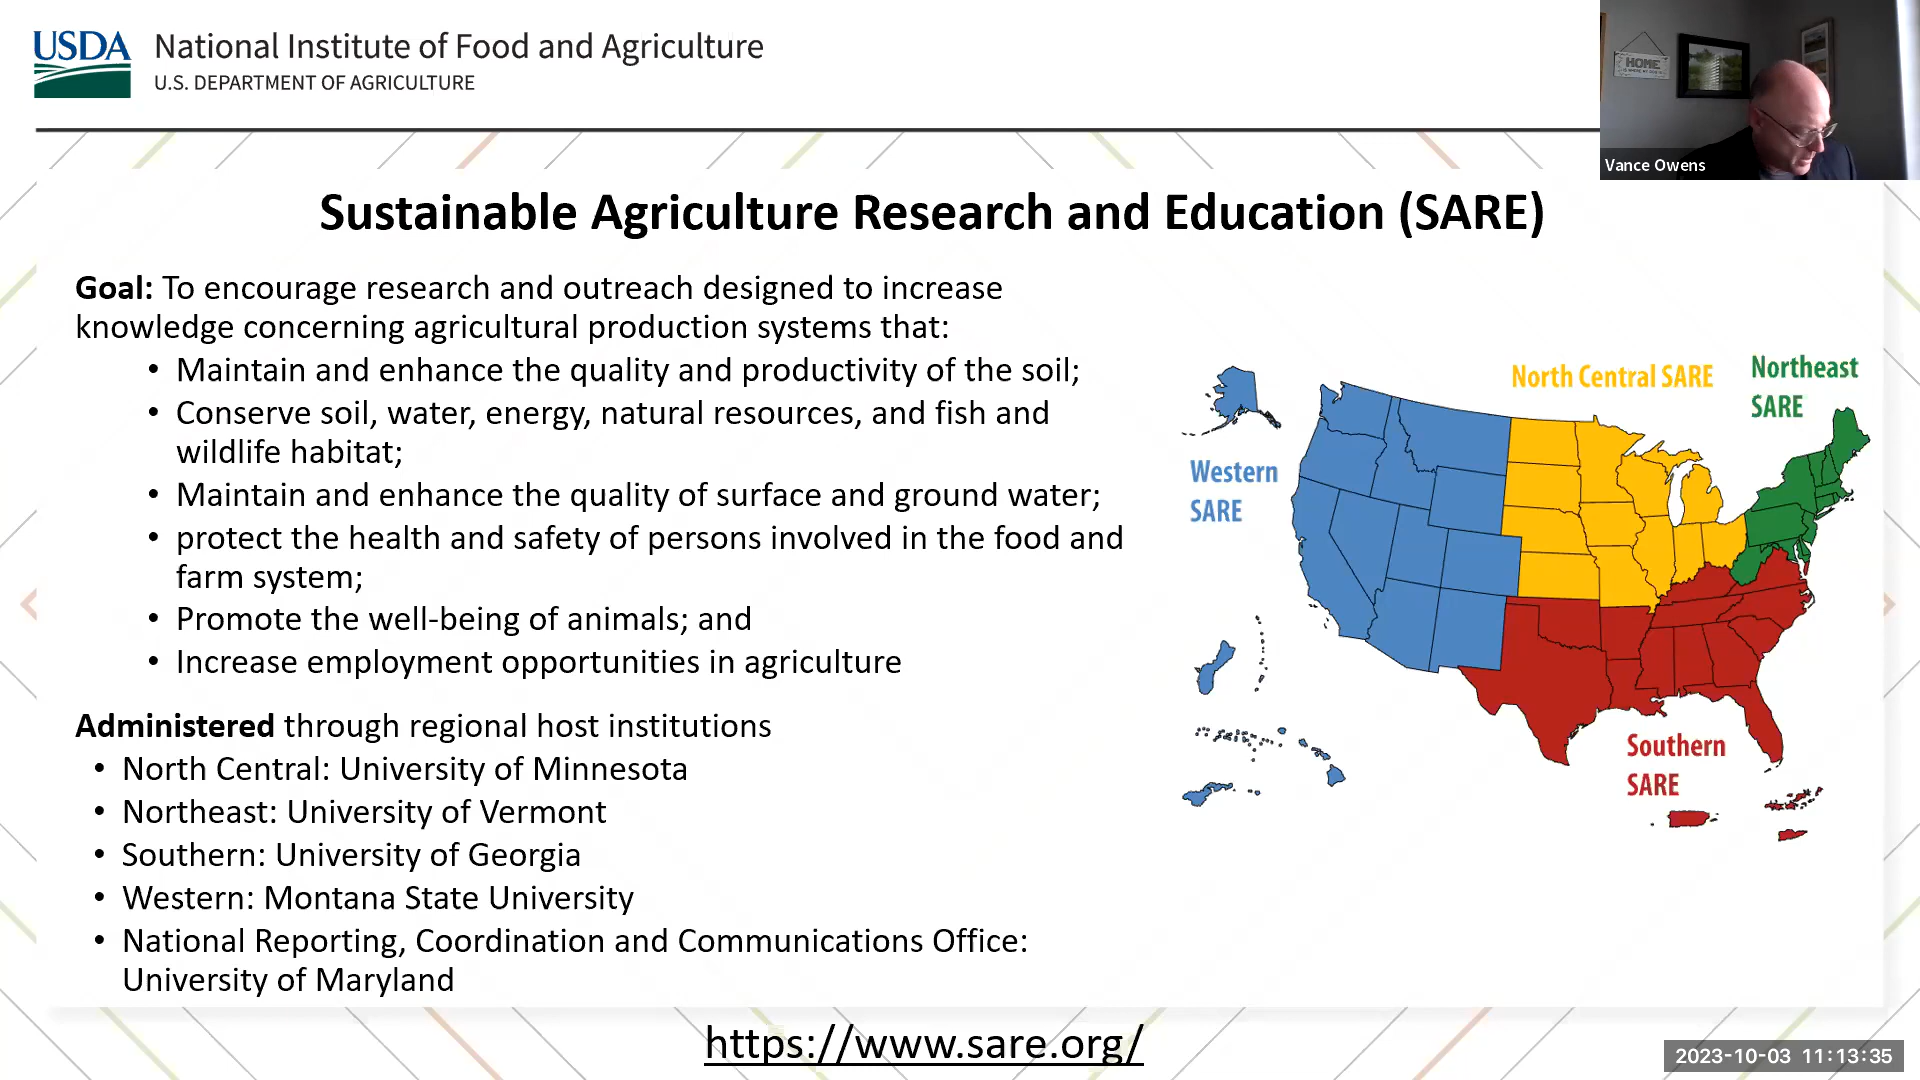 USDA
National Institute of Food and Agriculture
U.S. DEPARTMENT OF AGRICULTURE
HOME
Vance Owens
Sustainable Agriculture Research and Education (SARE)
Goal: To encourage research and outreach designed to increase
knowledge concerning agricultural production systems that:
• Maintain and enhance the quality and productivity of the soil;
• Conserve soil, water, energy, natural resources, and fish and
wildlife habitat;
• Maintain and enhance the quality of surface and ground water;
• protect the health and safety of persons involved in the food and
farm system;
• Promote the well-being of animals; and
• Increase employment opportunities in agriculture
Administered through regional host institutions
• North Central: University of Minnesota
• Northeast: University of Vermont
• Southern: University of Georgia
• Western: Montana State University
• National Reporting, Coordination and Communications Office:
University of Maryland
North Central SARE
Northeast
SARE
Western
SARE
Southern
SARE
https://www.sare.org/
2023-10-03 11:13:35